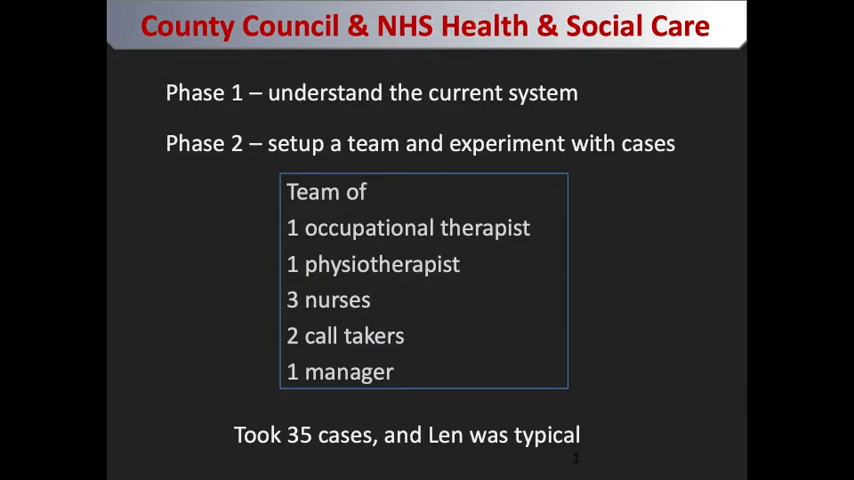 County Council & NHS Health & Social Care
Phase 1 – understand the current system
Phase 2 – setup a team and experiment with cases
Team of
1 occupational therapist
1 physiotherapist
3 nurses
2 call takers
1 manager
Took 35 cases, and Len was typical
1